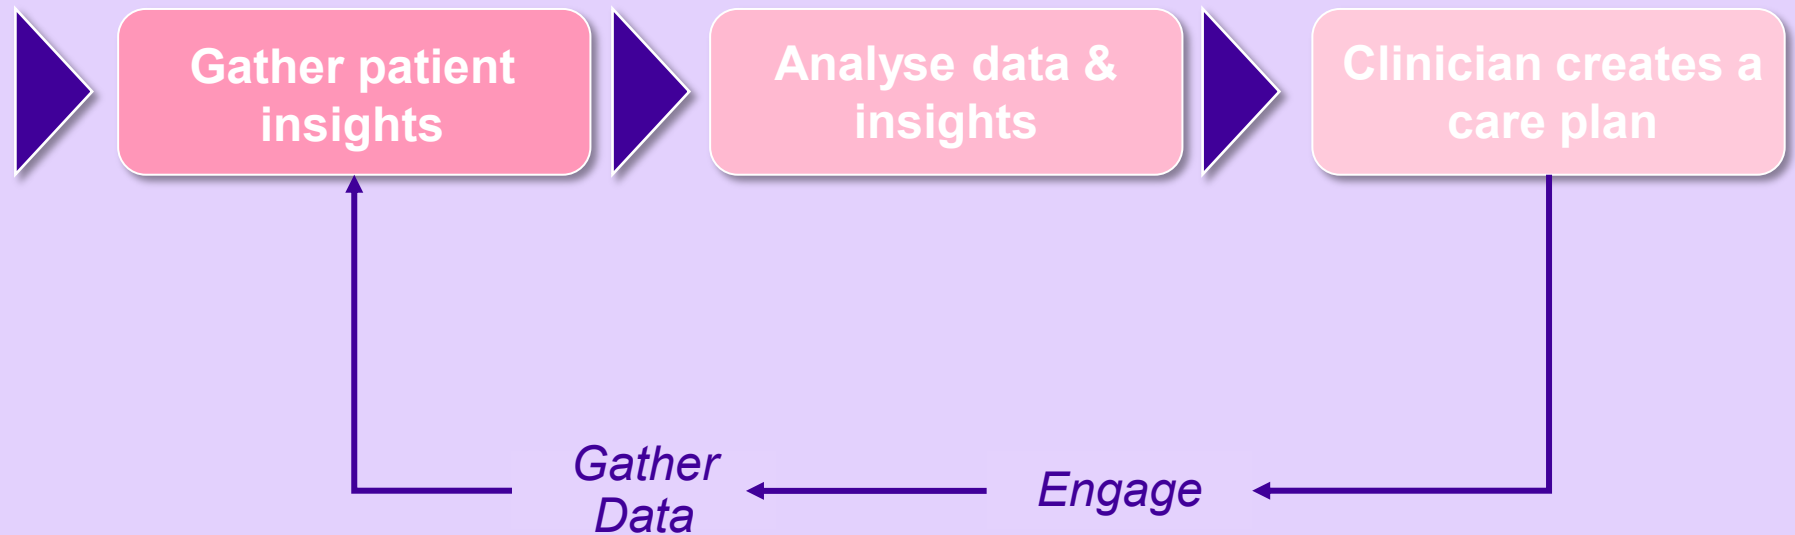 Gather patient
insights
Analyse data &
insights
Clinician creates a
care plan
Gather
Data
Engage